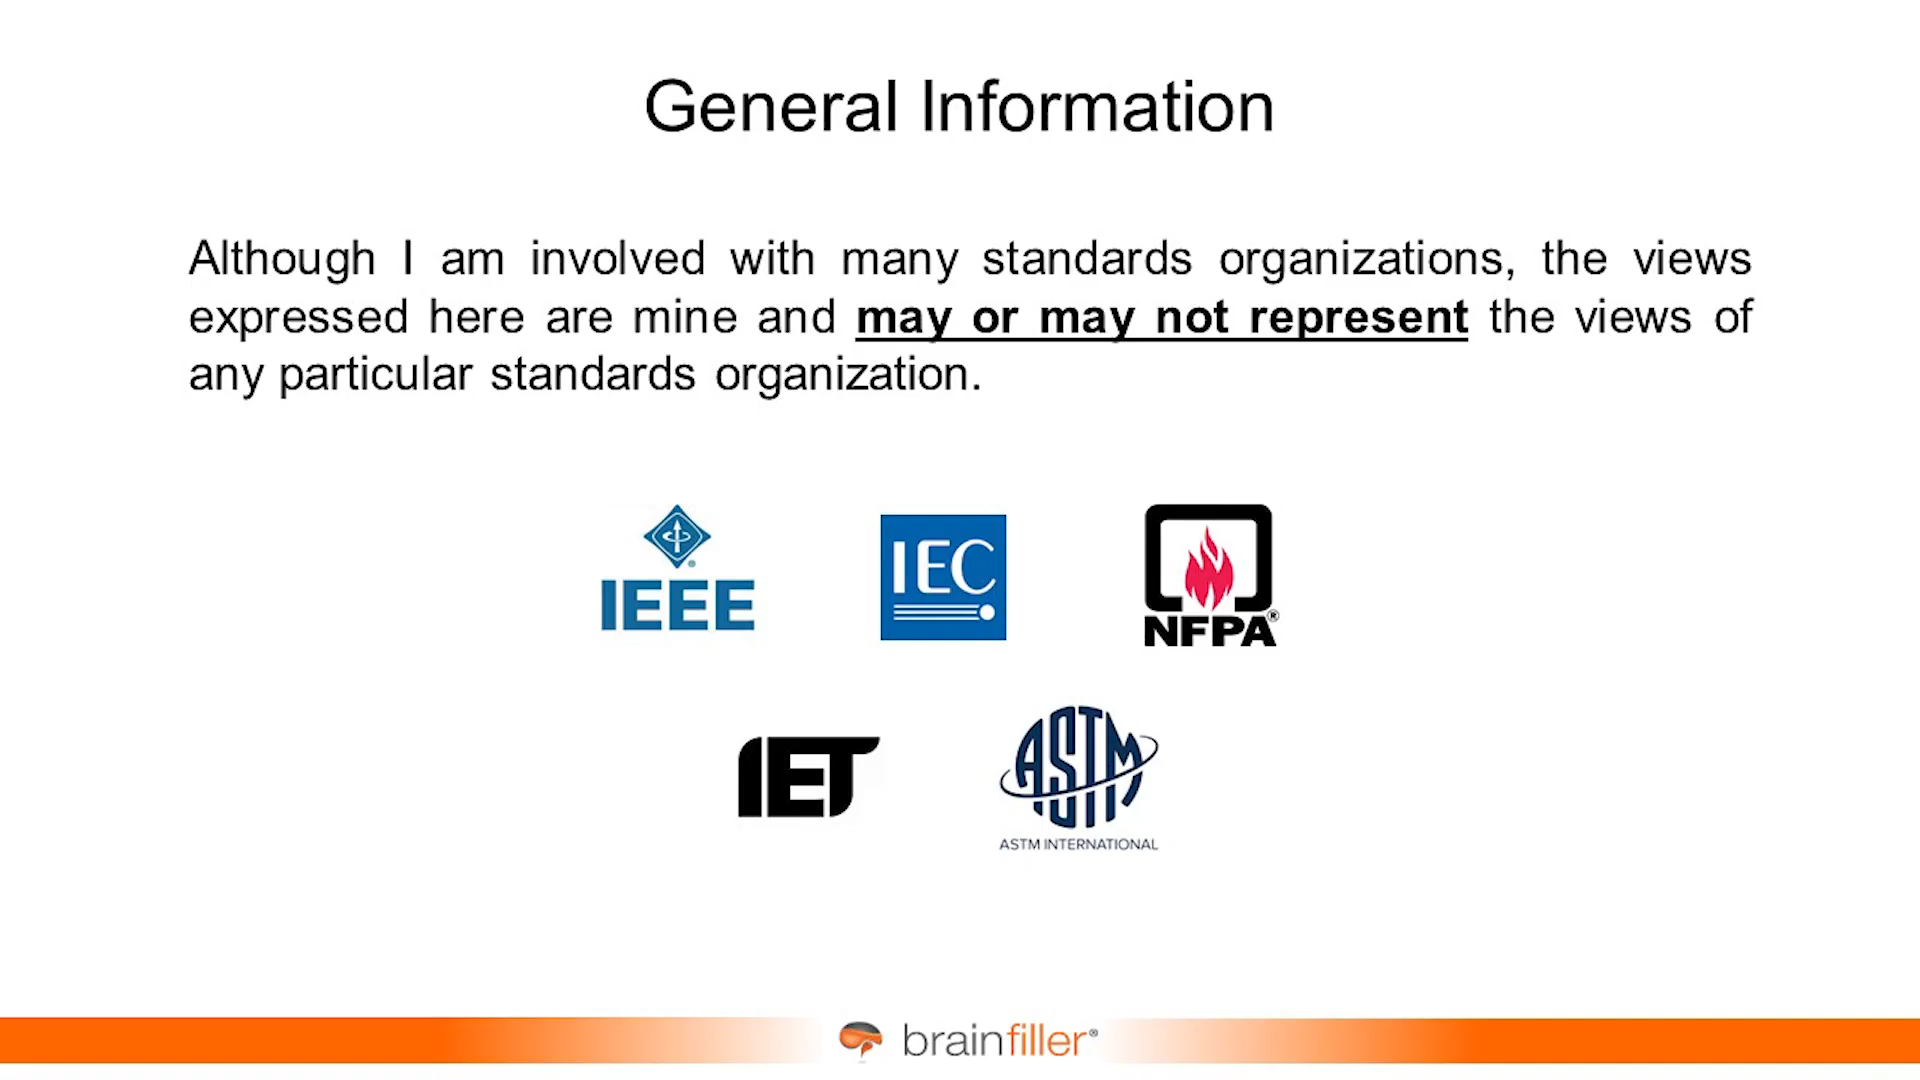 General Information
Although I am involved with many standards organizations, the views
expressed here are mine and may or may not represent the views of
any particular standards organization.
IEEE
IEC
NFPA®
IET
ASTM
ASTM INTERNATIONAL
brainfiller®